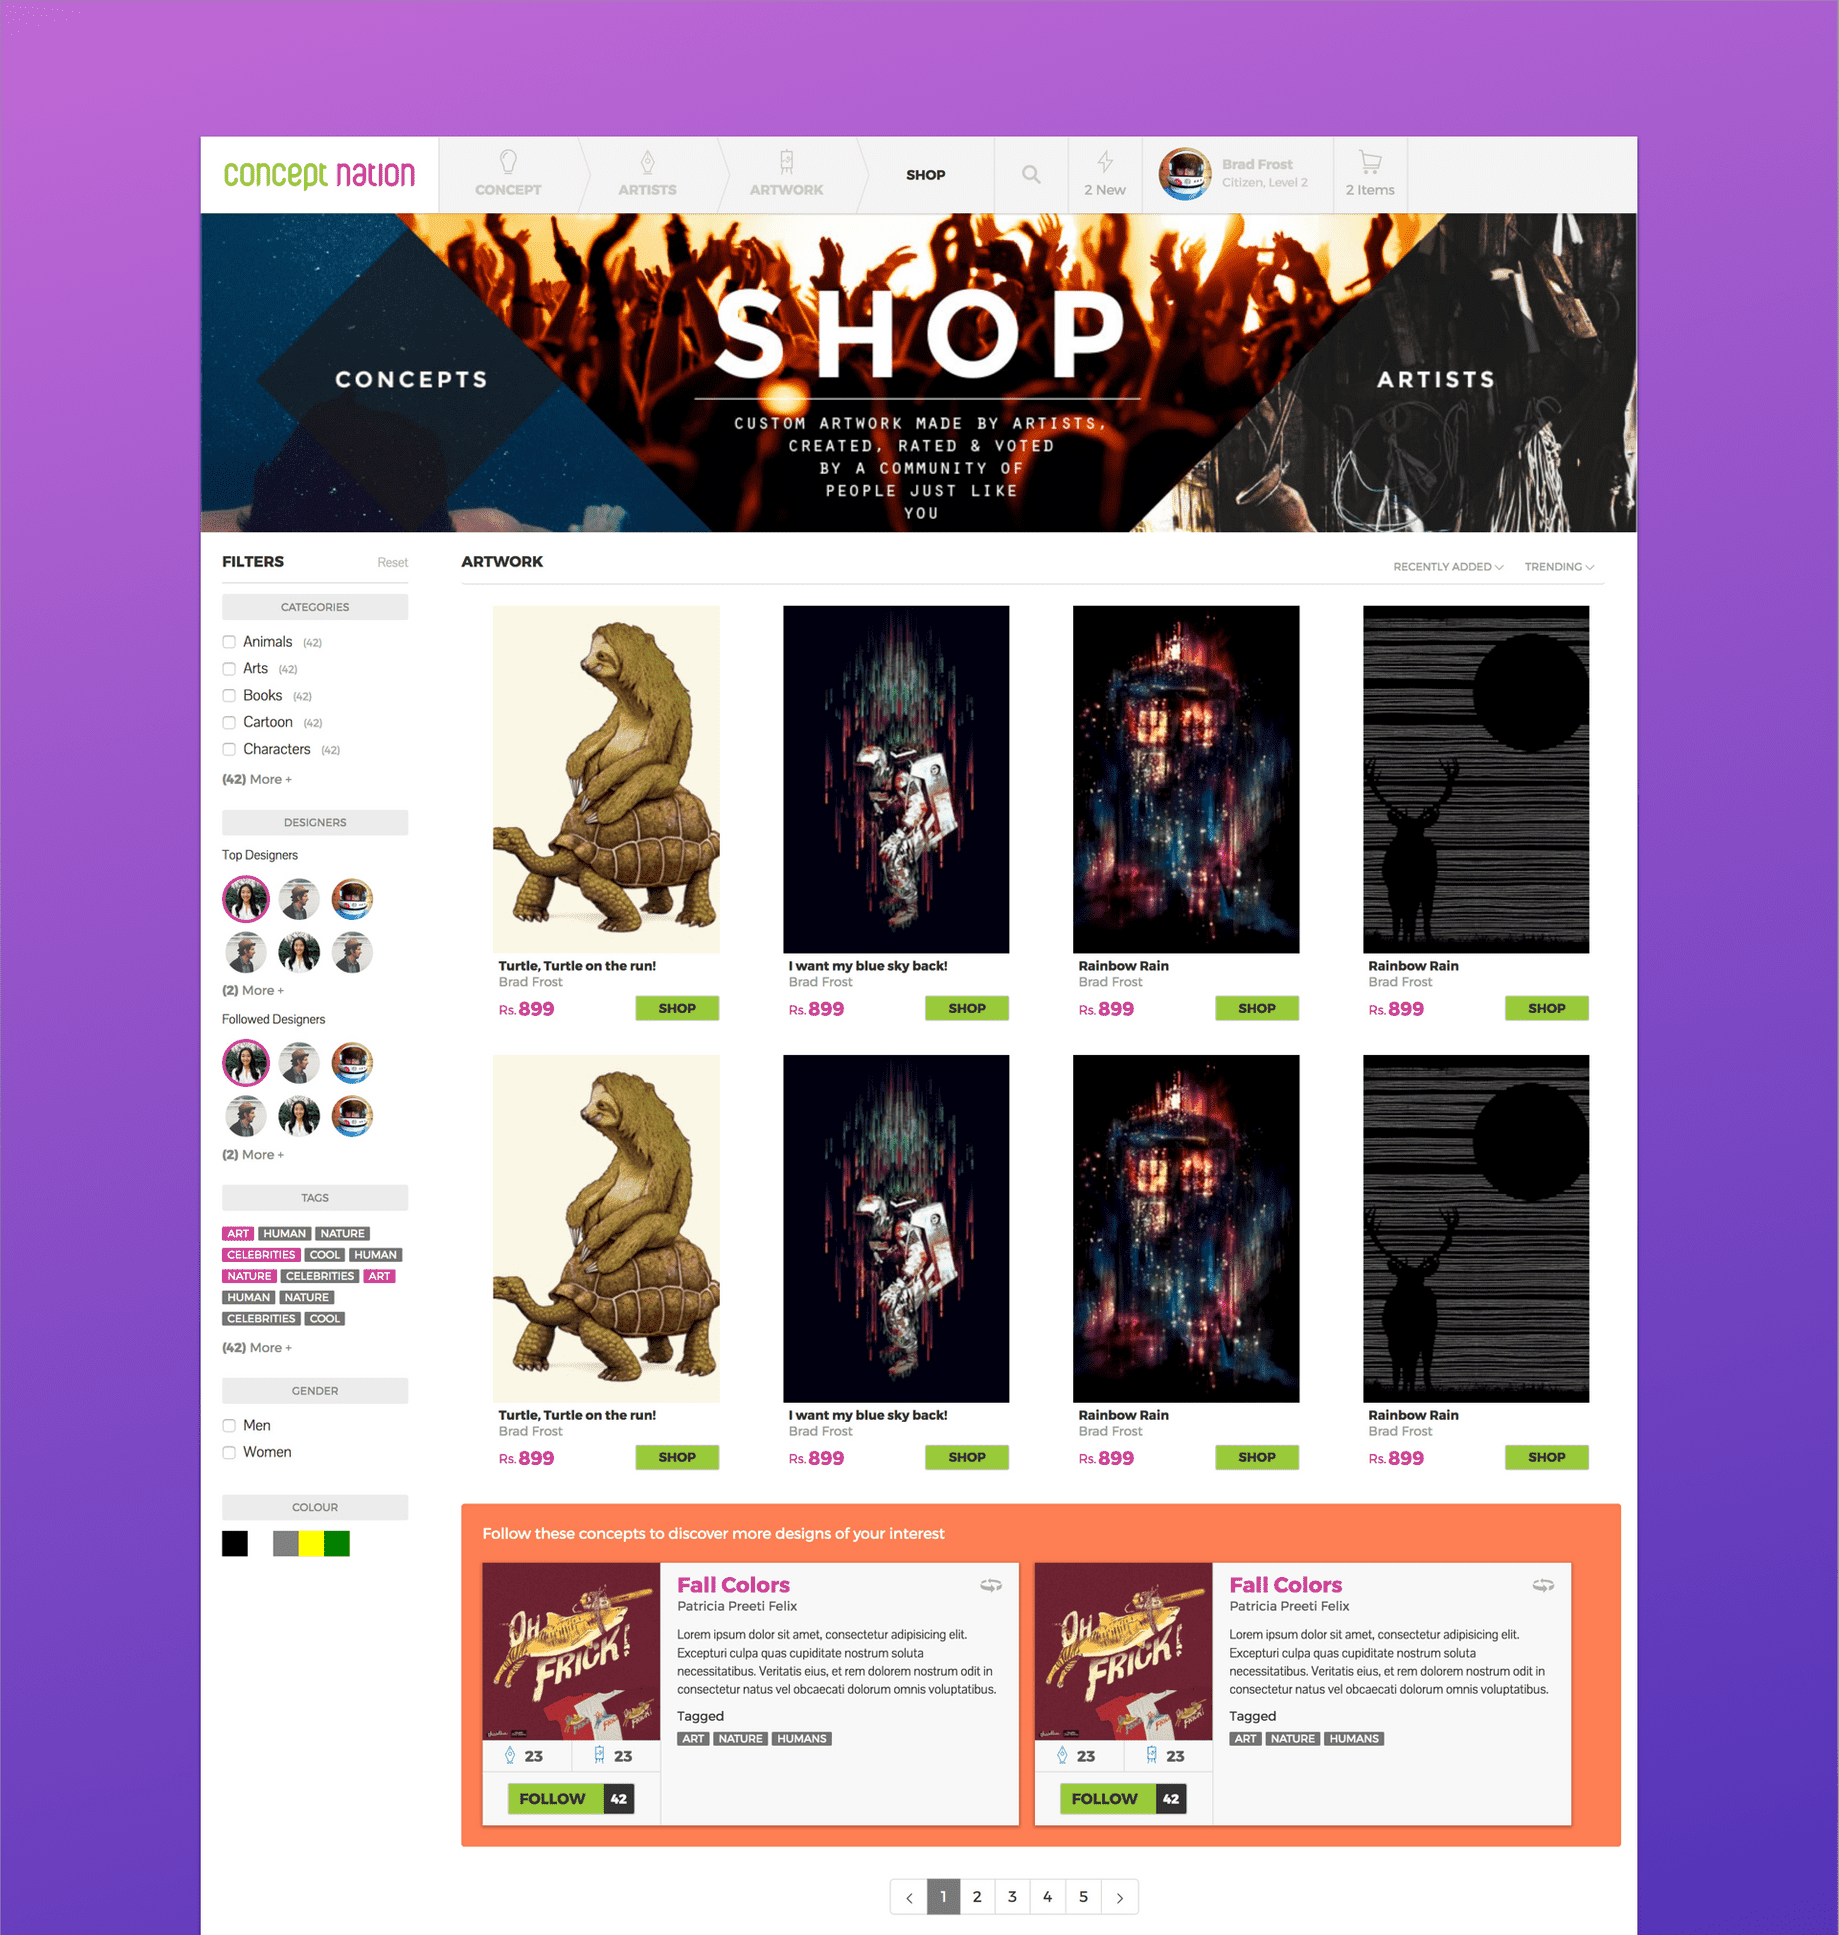 concept nation
CONCEPT
ARTISTS
ARTWORK
SHOP
2 New
Brad Frost
Citizen, Level 2
2 Items
CONCEPTS
SHOP
CUSTOM ARTWORK MADE BY ARTISTS,
CREATED, RATED & VOTED
BY A COMMUNITY OF
PEOPLE JUST LIKE
YOU
ARTISTS
FILTERS Reset
CATEGORIES
Animals (42)
Arts (42)
Books (42)
Cartoon (42)
Characters (42)
(42) More +
DESIGNERS
Top Designers
(2) More +
Followed Designers
(2) More +
TAGS
ART HUMAN NATURE
CELEBRITIES COOL HUMAN
NATURE CELEBRITIES ART
HUMAN NATURE
CELEBRITIES COOL
(42) More +
GENDER
Men
Women
COLOUR
ARTWORK
RECENTLY ADDED TRENDING
Turtle, Turtle on the run!
Brad Frost
Rs. 899 SHOP
I want my blue sky back!
Brad Frost
Rs. 899 SHOP
Rainbow Rain
Brad Frost
Rs. 899 SHOP
Rainbow Rain
Brad Frost
Rs. 899 SHOP
Turtle, Turtle on the run!
Brad Frost
Rs. 899 SHOP
I want my blue sky back!
Brad Frost
Rs. 899 SHOP
Rainbow Rain
Brad Frost
Rs. 899 SHOP
Rainbow Rain
Brad Frost
Rs. 899 SHOP
Follow these concepts to discover more designs of your interest
OH
FRICK!
23 23
FOLLOW 42
Fall Colors
Patricia Preeti Felix
Lorem ipsum dolor sit amet, consectetur adipisicing elit.
Excepturi culpa quas cupiditate nostrum soluta
necessitatibus. Veritatis eius, et rem dolorem nostrum odit in
consectetur natus vel obcaecati dolorum omnis voluptatibus.
Tagged
ART NATURE HUMANS
OH
FRICK!
23 23
FOLLOW 42
Fall Colors
Patricia Preeti Felix
Lorem ipsum dolor sit amet, consectetur adipisicing elit.
Excepturi culpa quas cupiditate nostrum soluta
necessitatibus. Veritatis eius, et rem dolorem nostrum odit in
consectetur natus vel obcaecati dolorum omnis voluptatibus.
Tagged
ART NATURE HUMANS
< 1 2 3 4 5 >